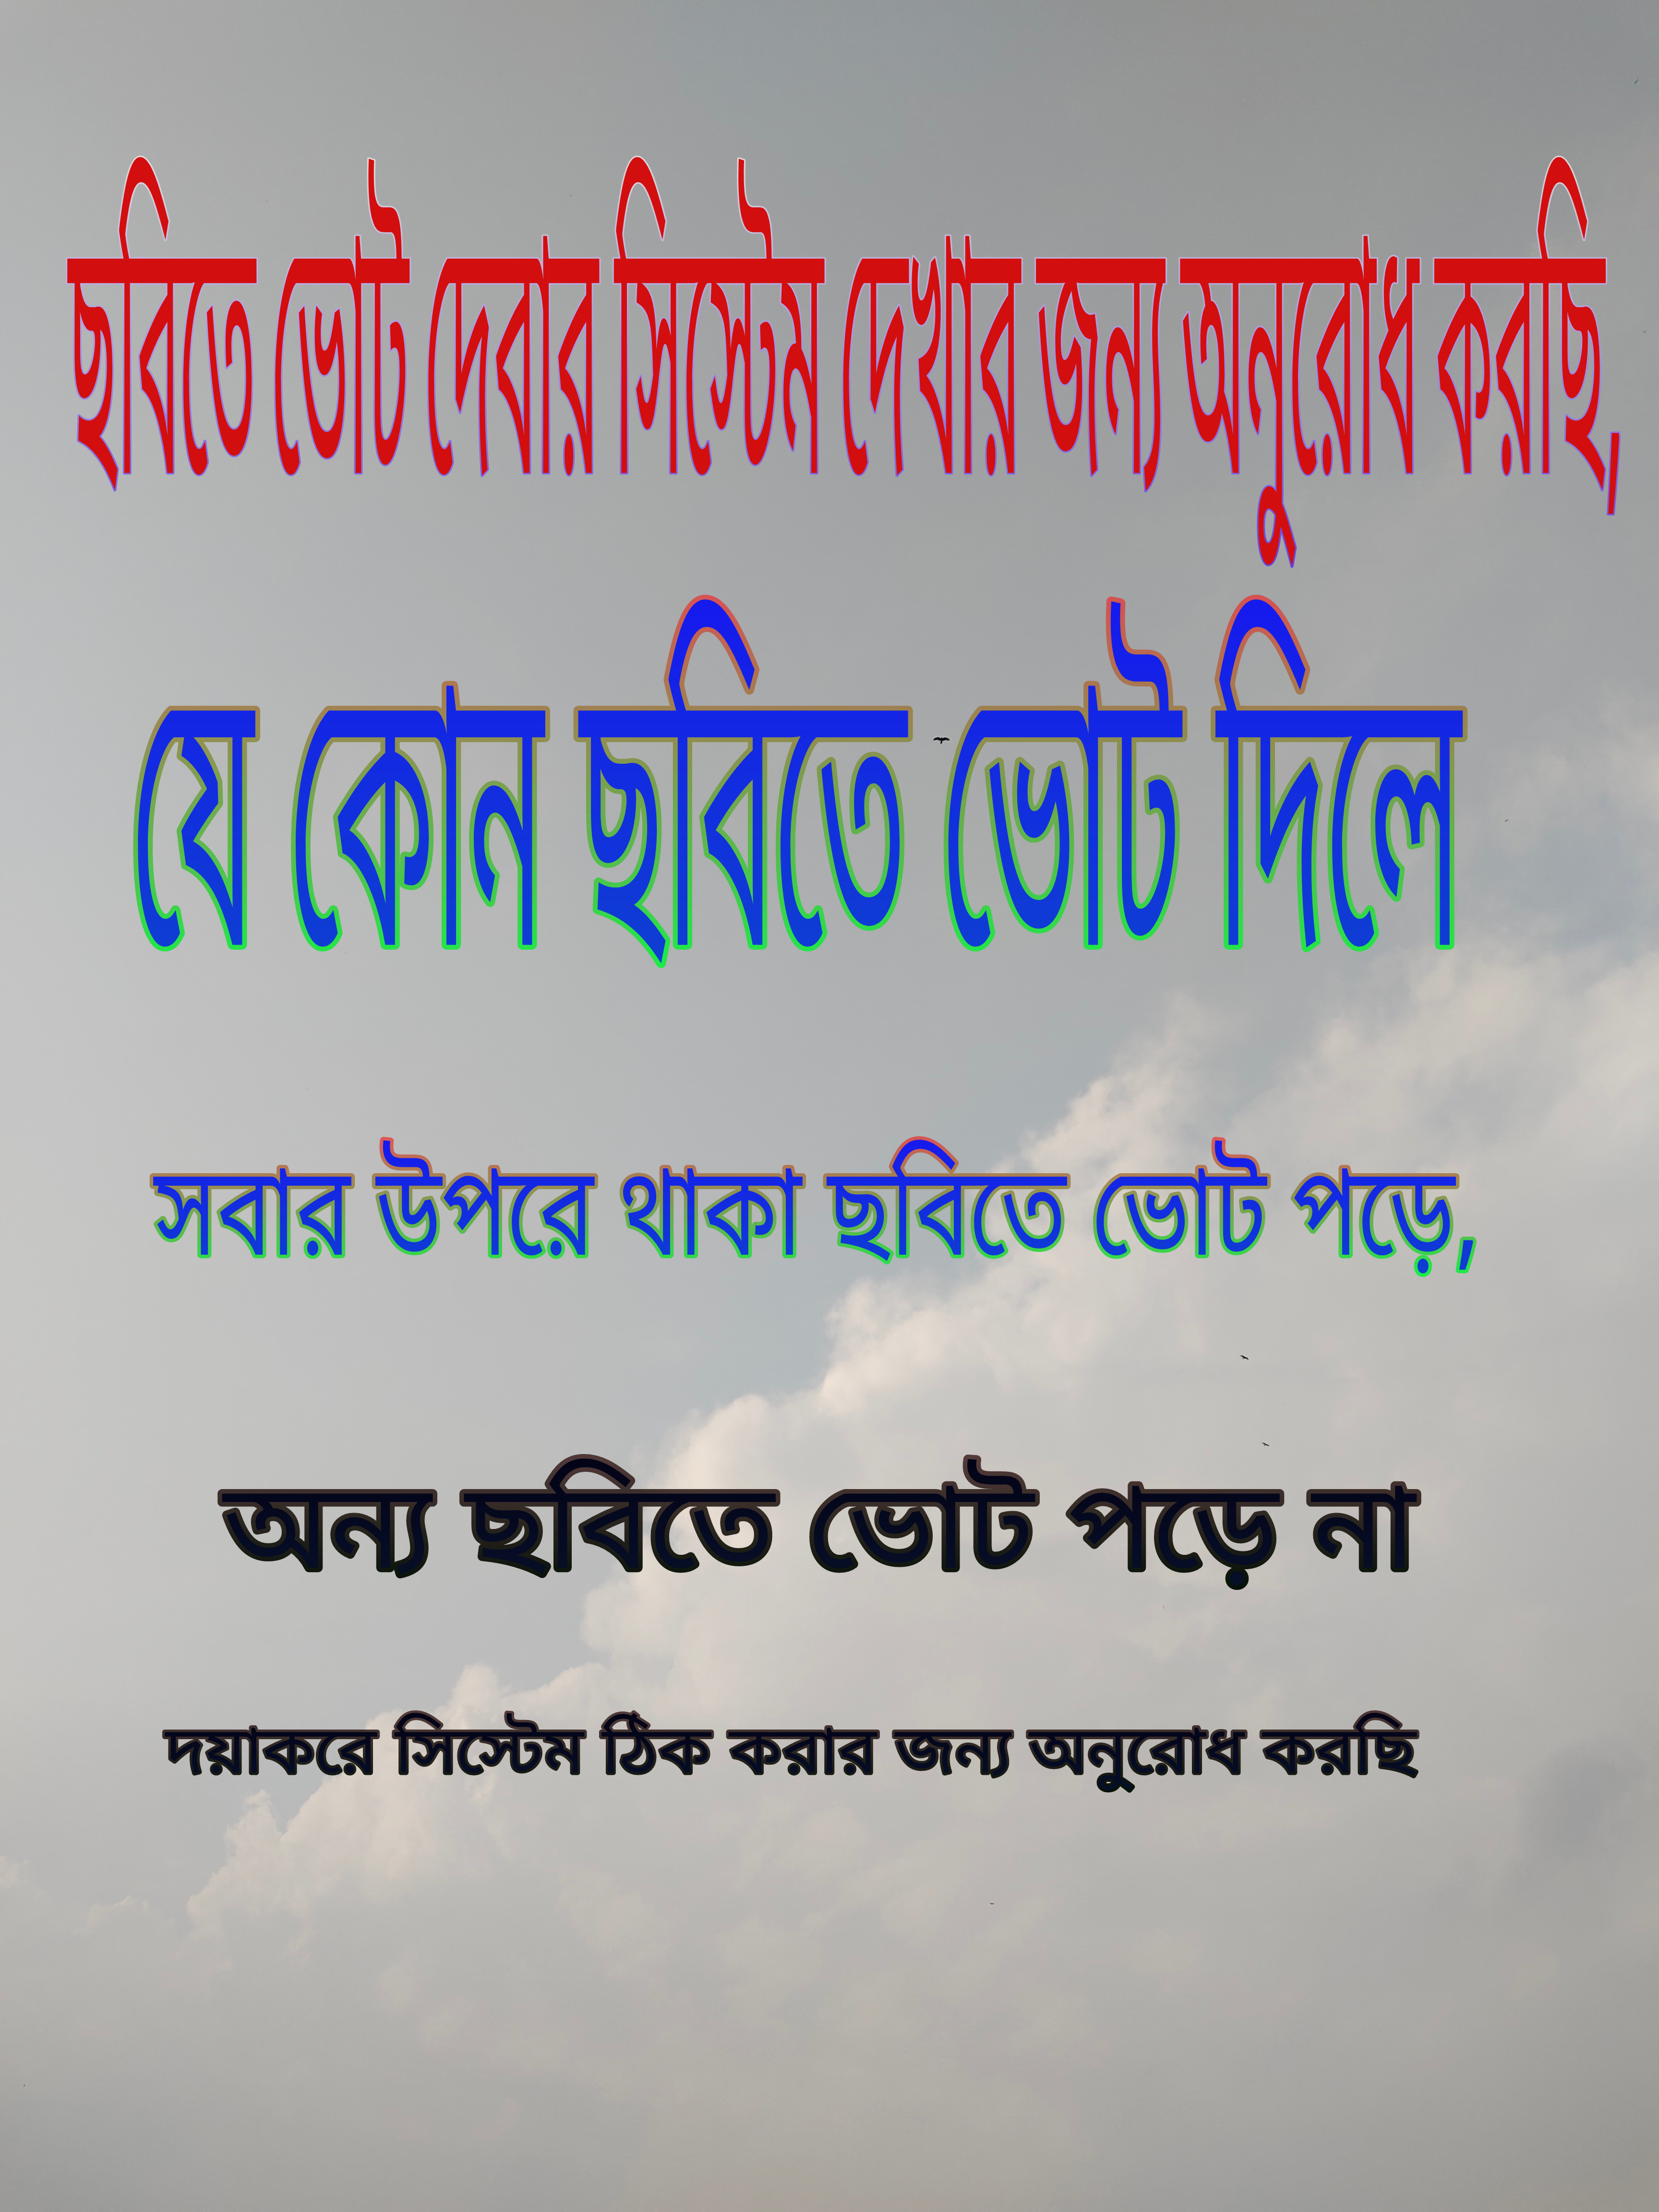 ছবিতে ভোট দেবার সিস্টেম দেখার জন্য অনুরোধ করছি,
যে কোন ছবিতে ভোট দিলে
সবার উপরে থাকা ছবিতে ভোট পড়ে,
অন্য ছবিতে ভোট পড়ে না
দয়াকরে সিস্টেম ঠিক করার জন্য অনুরোধ করছি